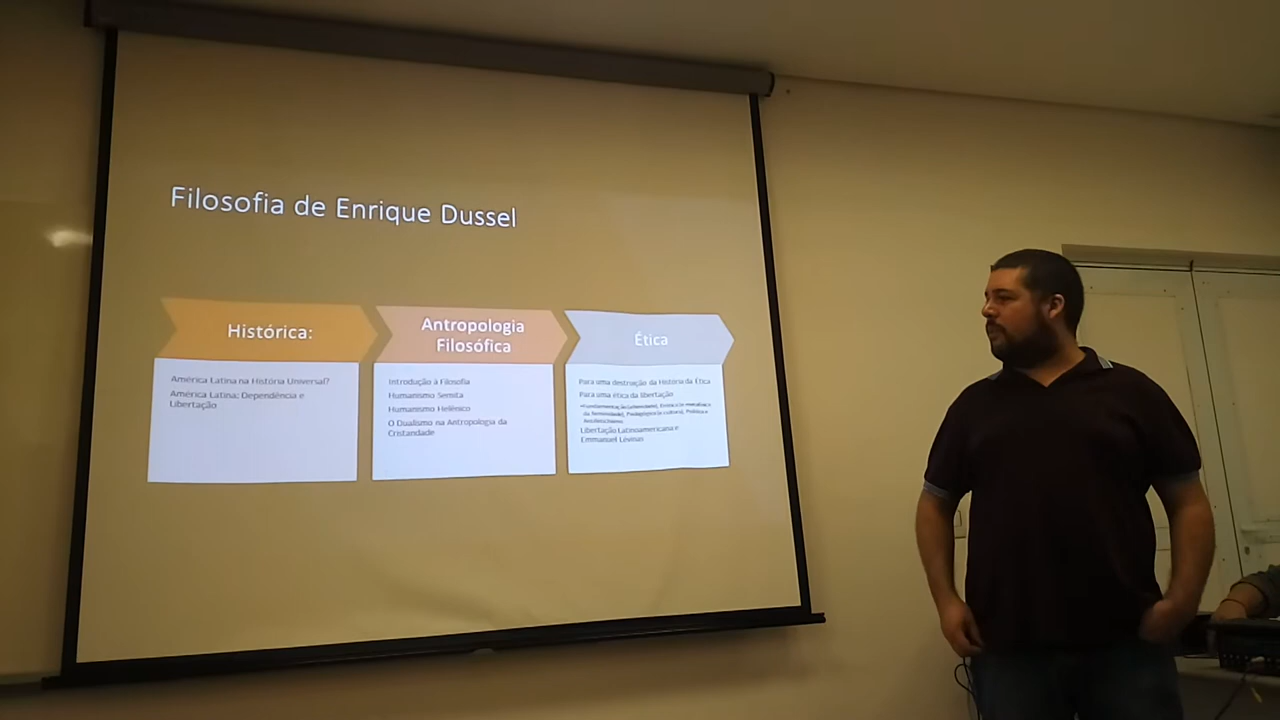 Filosofia de Enrique Dussel
Histórica:
América Latina na História Universal?
América Latina: Dependência e
Libertação
Antropologia
Filosófica
Introdução à Filosofia
Humanismo Semita
Humanismo Helênico
O Dualismo na Antropologia da
Cristandade
Ética
Para uma destruição da História da Ética
Para uma ética da libertação
Política e
Libertação Latinoamericana e
Emmanuel Lévinas